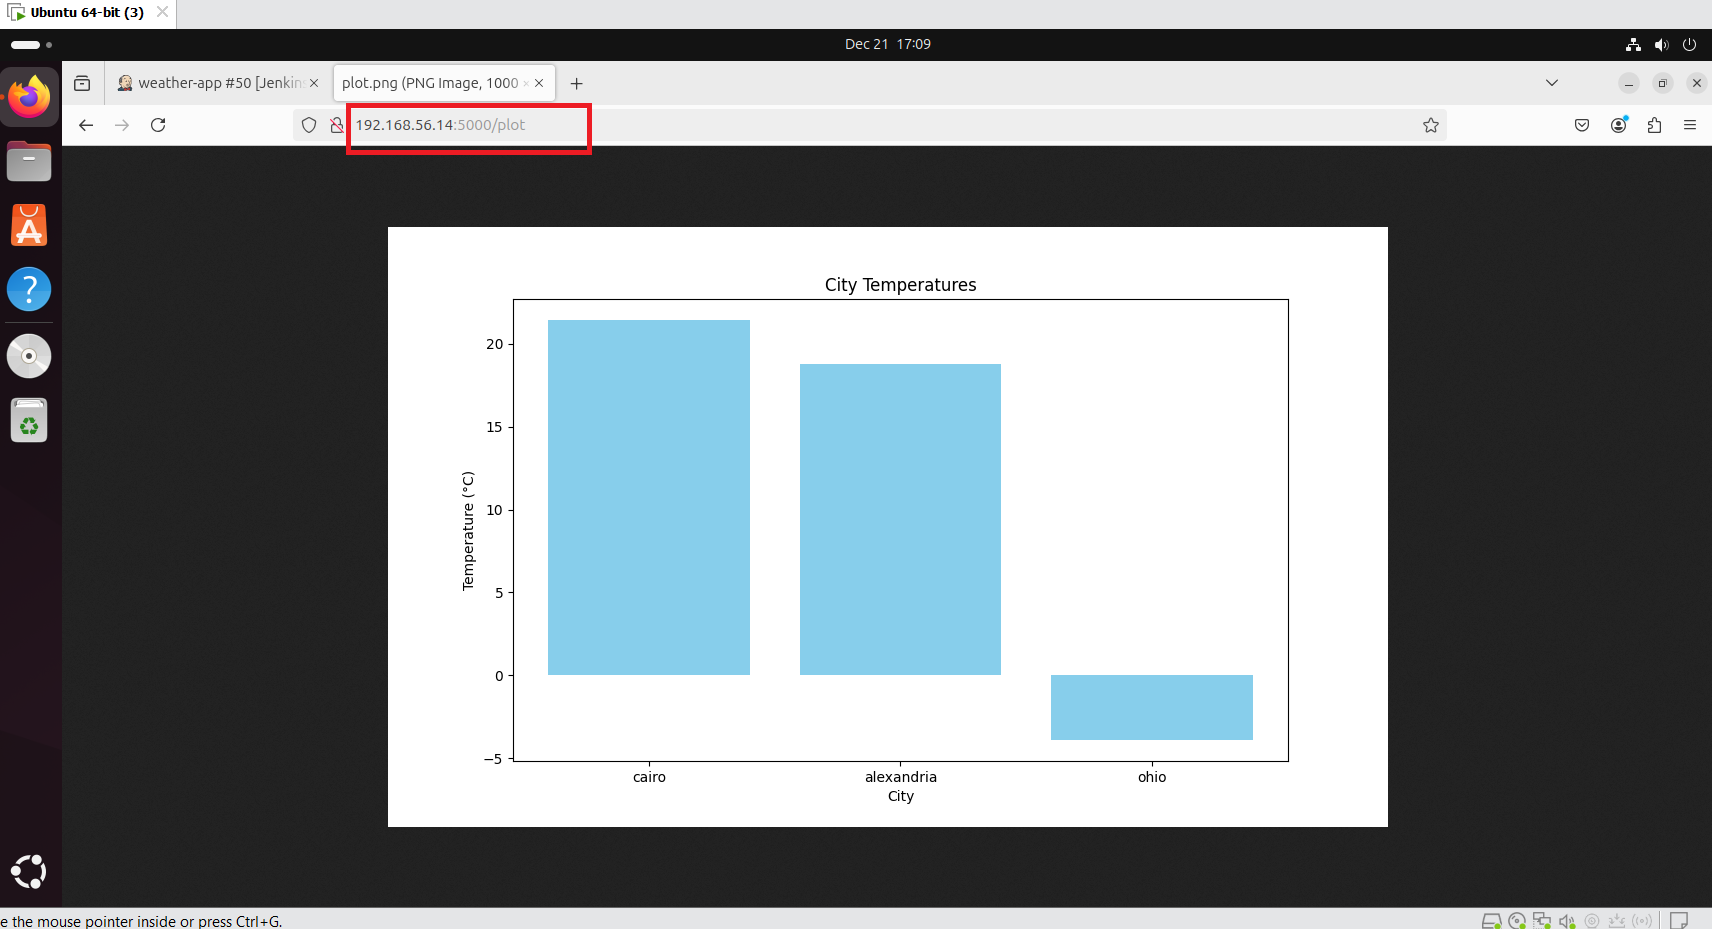 Ubuntu 64-bit (3)
Dec 21 17:09
weather-app #50 [Jenkins
plot.png (PNG Image, 1000 ×
192.168.56.14:5000/plot
City Temperatures
20
15
10
5
0
−5
Temperature (°C)
cairo alexandria ohio
City
e the mouse pointer inside or press Ctrl+G.